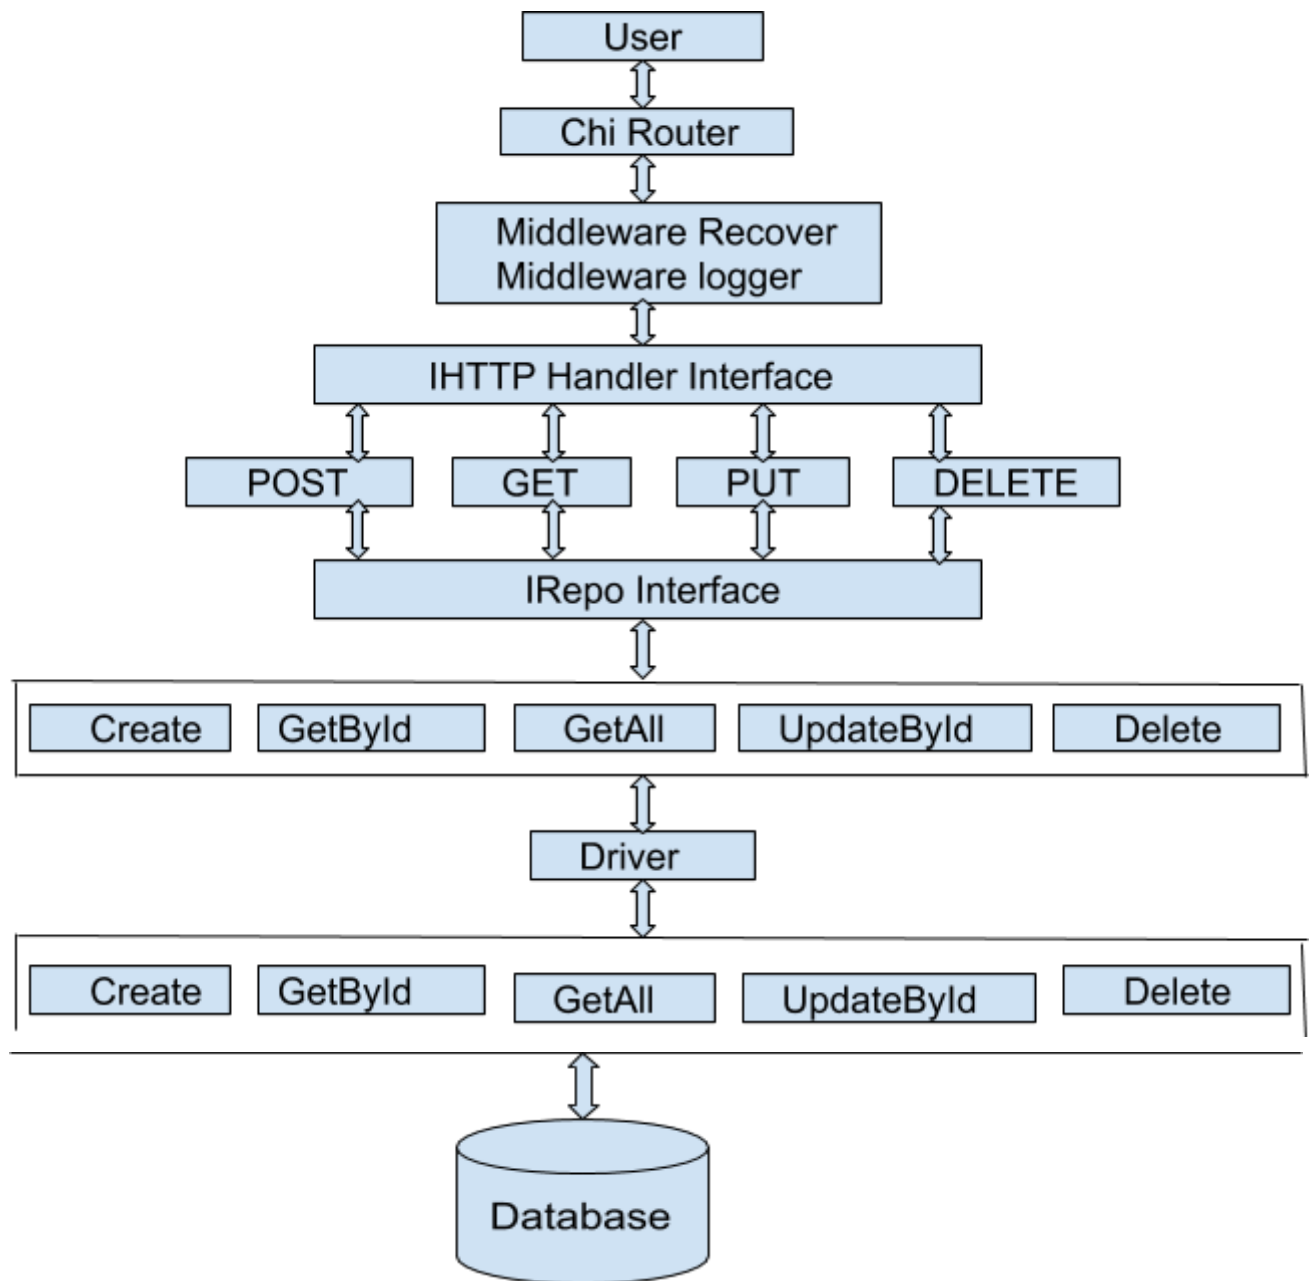 User
Chi Router
Middleware Recover
Middleware logger
IHTTP Handler Interface
POST
GET
PUT
DELETE
IRepo Interface
Create
GetById
GetAll
UpdateById
Delete
Driver
Create
GetById
GetAll
UpdateById
Delete
Database